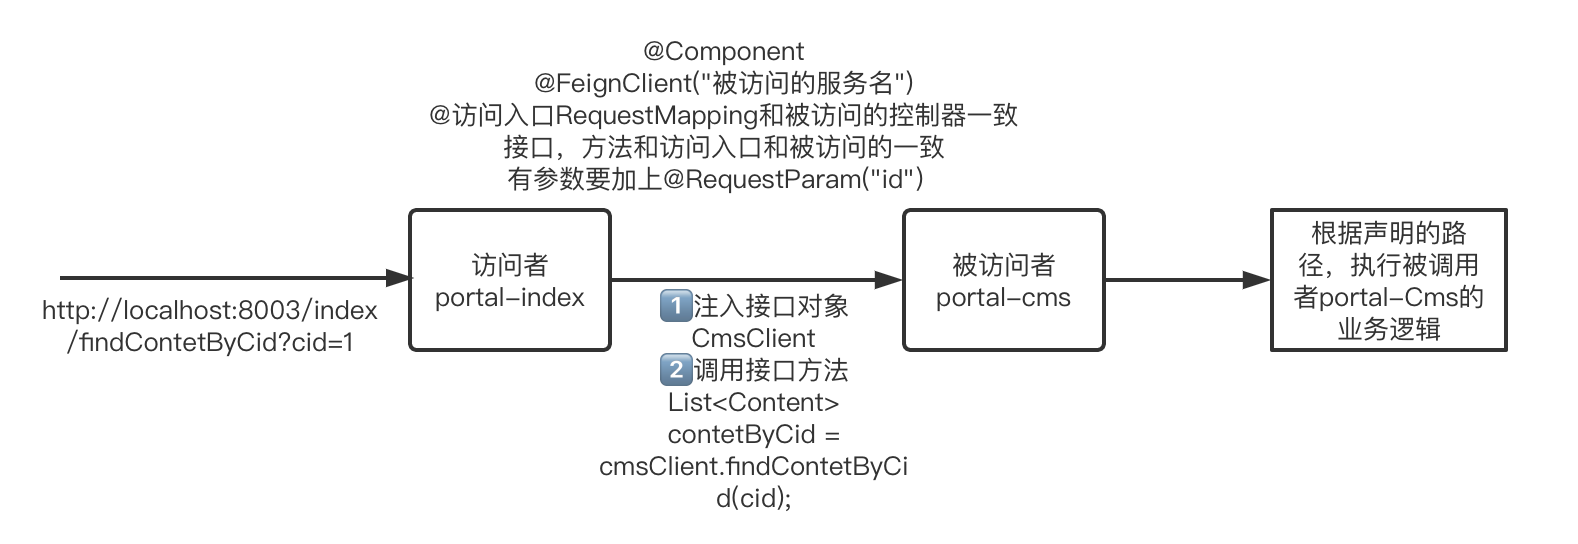 @Component
@FeignClient("被访问的服务名")
@访问入口RequestMapping和被访问的控制器一致
接口，方法和访问入口和被访问的一致
有参数要加上@RequestParam("id")
http://localhost:8003/index
/findContetByCid?cid=1
访问者
portal-index
1注入接口对象
CmsClient
2调用接口方法
List<Content>
contetByCid =
cmsClient.findContetByCi
d(cid);
被访问者
portal-cms
根据声明的路
径，执行被调用
者portal-Cms的
业务逻辑